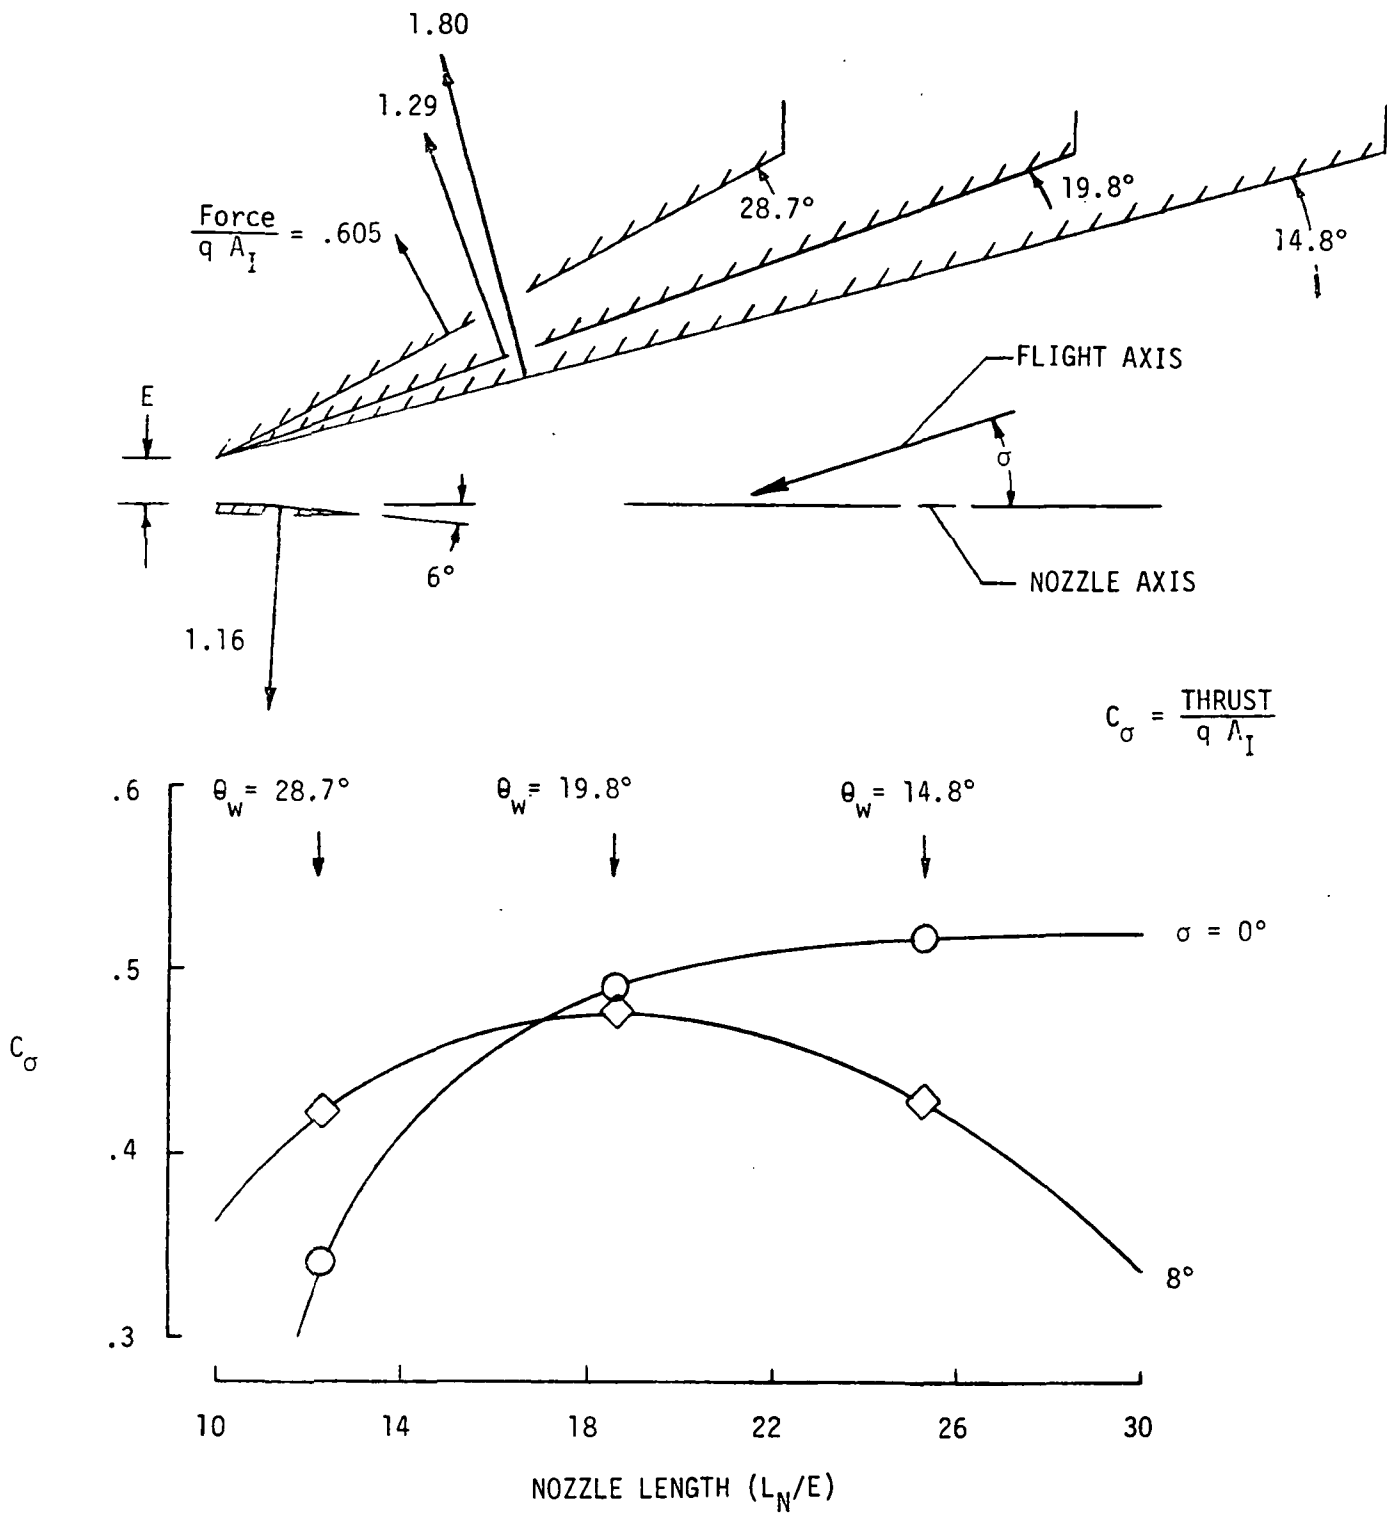 1.80
1.29
Force / q A_I = .605
28.7°
19.8°
14.8°
E
FLIGHT AXIS
σ
6°
NOZZLE AXIS
1.16
C_σ = THRUST / q A_I
.6
θ_w = 28.7°
θ_w = 19.8°
θ_w = 14.8°
σ = 0°
.5
C_σ
.4
8°
.3
10 14 18 22 26 30
NOZZLE LENGTH (L_N/E)